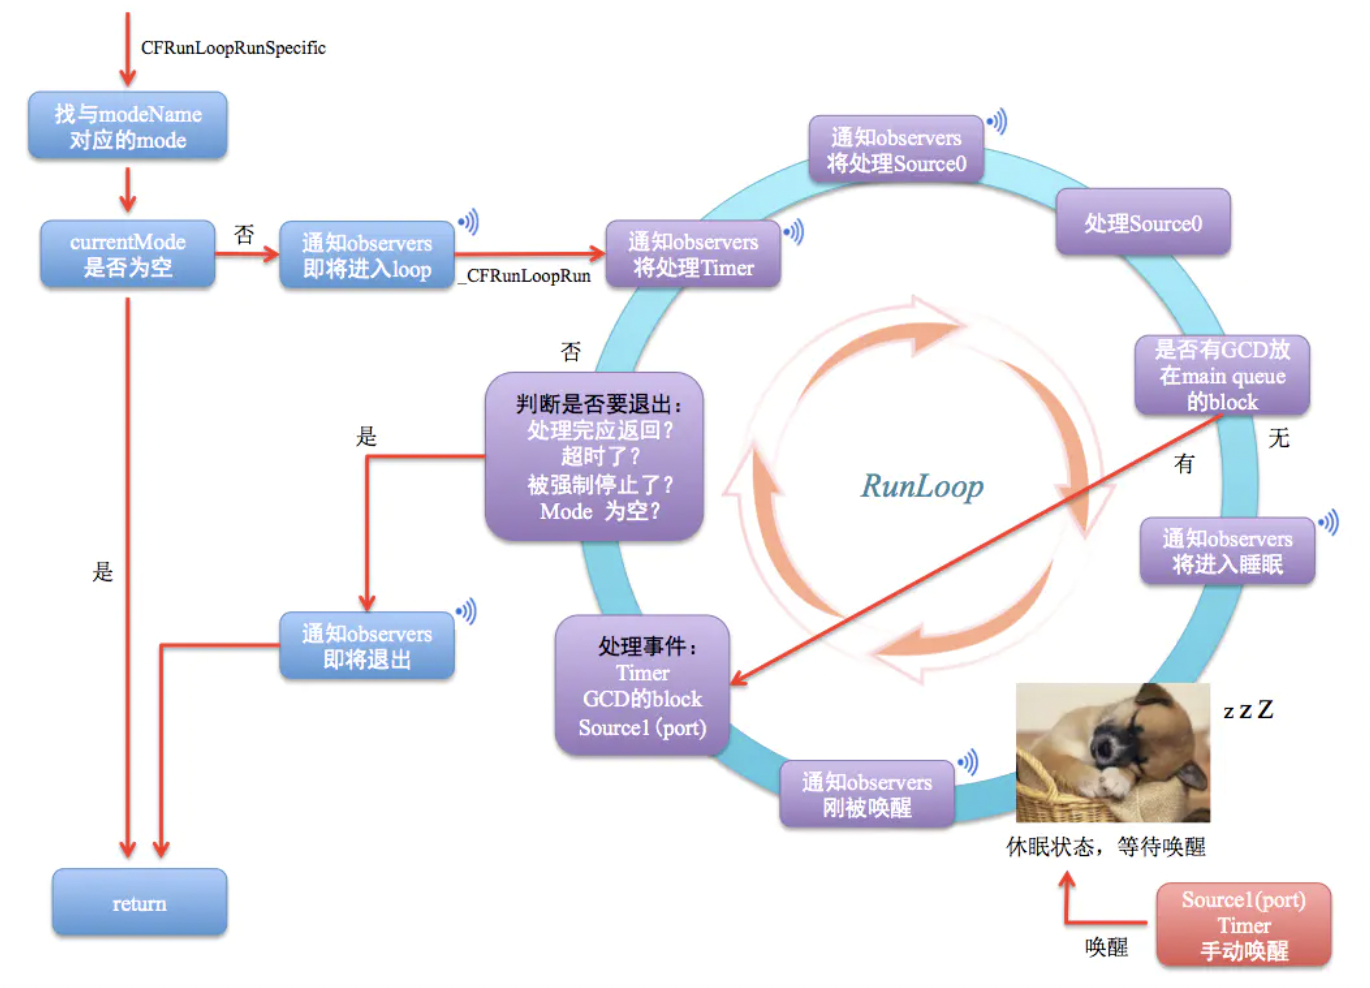 CFRunLoopRunSpecific
找与modeName
对应的mode
currentMode
是否为空
否
通知observers
即将进入loop
_CFRunLoopRun
通知observers
将处理Timer
通知observers
将处理Source0
处理Source0
是否有GCD放
在main queue
的block
无
有
通知observers
将进入睡眠
z z Z
休眠状态，等待唤醒
唤醒
Source1(port)
Timer
手动唤醒
通知observers
刚被唤醒
处理事件：
Timer
GCD的block
Source1(port)
判断是否要退出：
处理完应返回？
超时了？
被强制停止了？
Mode 为空？
否
是
通知observers
即将退出
是
return
RunLoop